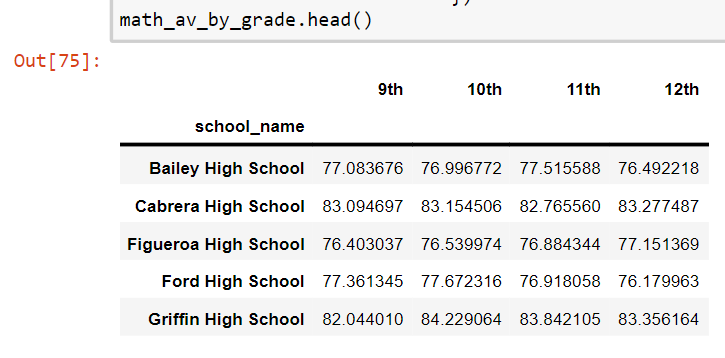 math_av_by_grade.head()
Out[75]:
9th 10th 11th 12th
school_name
Bailey High School 77.083676 76.996772 77.515588 76.492218
Cabrera High School 83.094697 83.154506 82.765560 83.277487
Figueroa High School 76.403037 76.539974 76.884344 77.151369
Ford High School 77.361345 77.672316 76.918058 76.179963
Griffin High School 82.044010 84.229064 83.842105 83.356164